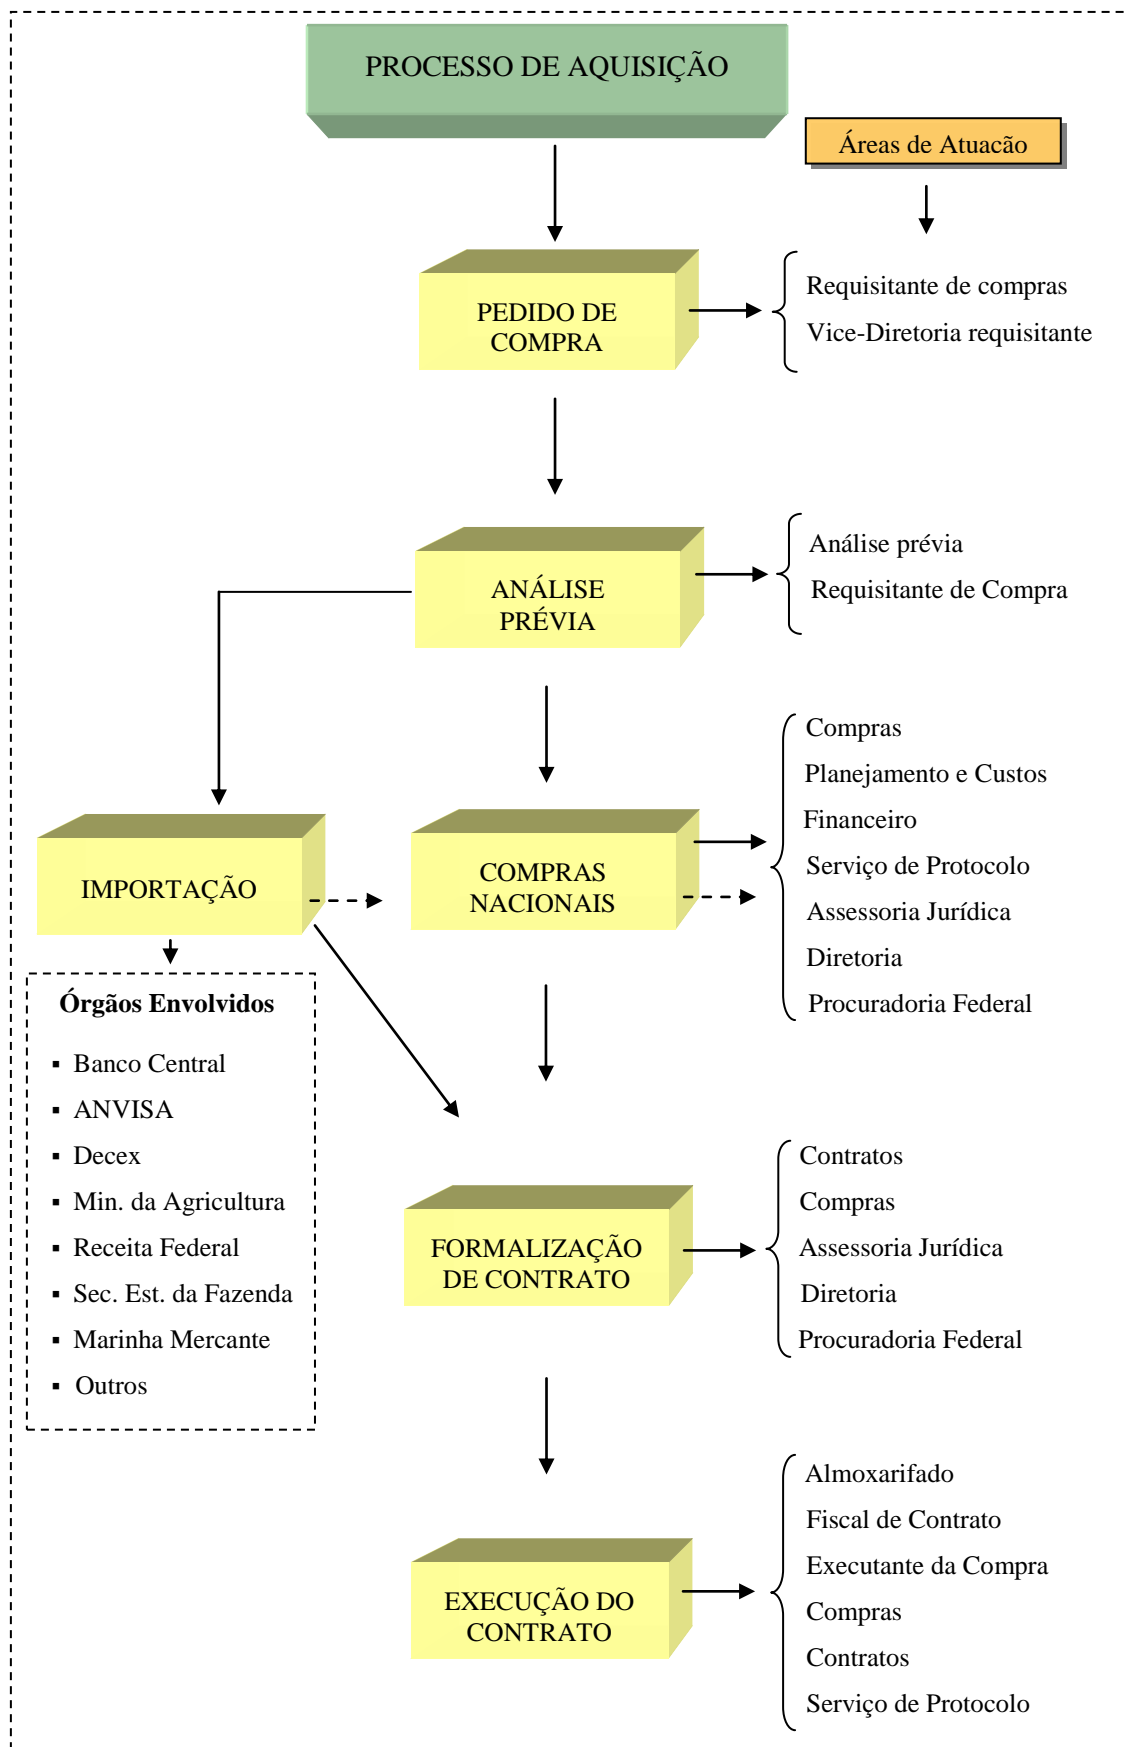 PROCESSO DE AQUISIÇÃO
Áreas de Atuacão
PEDIDO DE
COMPRA
Requisitante de compras
Vice-Diretoria requisitante
ANÁLISE
PRÉVIA
Análise prévia
Requisitante de Compra
IMPORTAÇÃO
COMPRAS
NACIONAIS
Compras
Planejamento e Custos
Financeiro
Serviço de Protocolo
Assessoria Jurídica
Diretoria
Procuradoria Federal
Órgãos Envolvidos
▪ Banco Central
▪ ANVISA
▪ Decex
▪ Min. da Agricultura
▪ Receita Federal
▪ Sec. Est. da Fazenda
▪ Marinha Mercante
▪ Outros
FORMALIZAÇÃO
DE CONTRATO
Contratos
Compras
Assessoria Jurídica
Diretoria
Procuradoria Federal
EXECUÇÃO DO
CONTRATO
Almoxarifado
Fiscal de Contrato
Executante da Compra
Compras
Contratos
Serviço de Protocolo